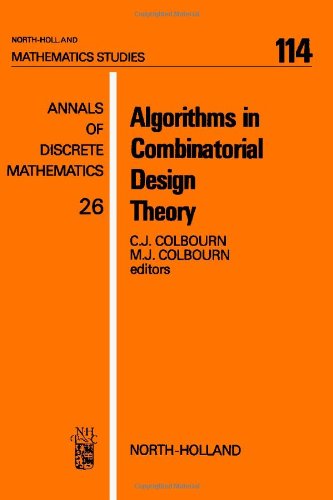 NORTH-HOLLAND
MATHEMATICS STUDIES
114
ANNALS
OF
DISCRETE
MATHEMATICS
26
Algorithms in
Combinatorial
Design
Theory
C.J. COLBOURN
M.J. COLBOURN
editors
NORTH-HOLLAND